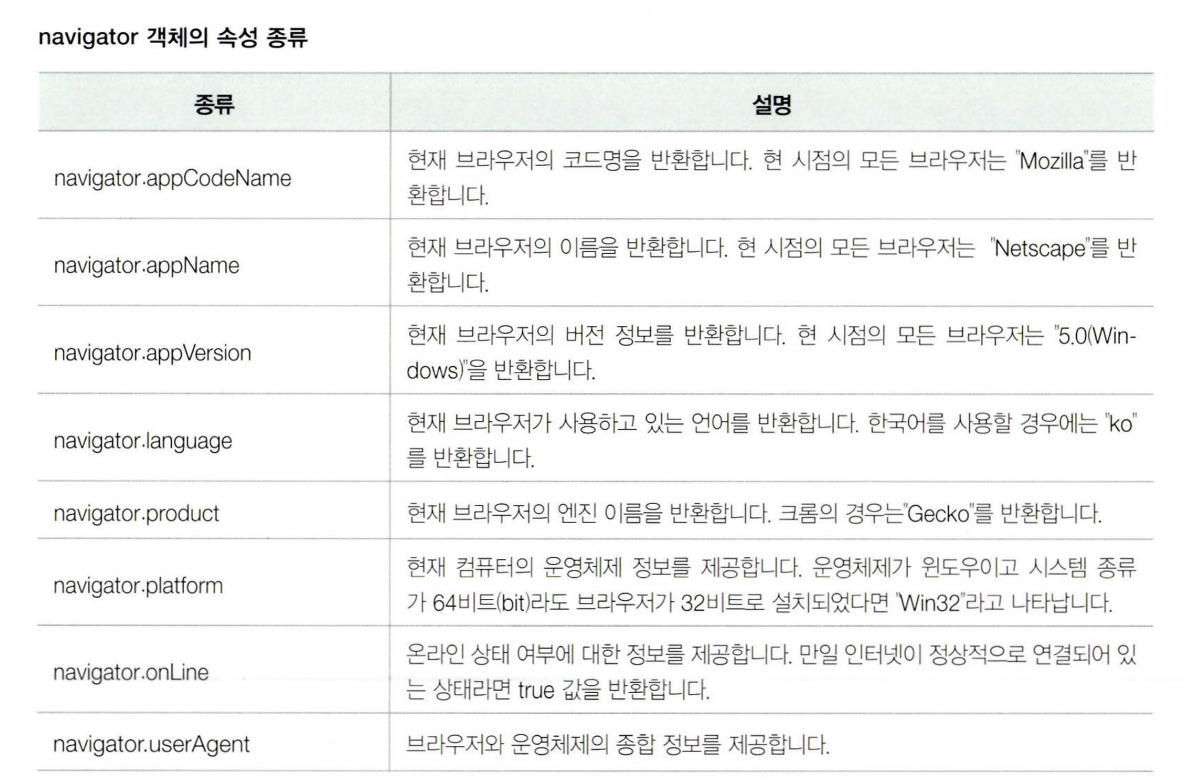 navigator 객체의 속성 종류
종류 설명
navigator.appCodeName
현재 브라우저의 코드명을 반환합니다. 현 시점의 모든 브라우저는 "Mozilla"를 반
환합니다.
navigator.appName
현재 브라우저의 이름을 반환합니다. 현 시점의 모든 브라우저는 "Netscape"를 반
환합니다.
navigator.appVersion
현재 브라우저의 버전 정보를 반환합니다. 현 시점의 모든 브라우저는 "5.0(Win-
dows)"을 반환합니다.
navigator.language
현재 브라우저가 사용하고 있는 언어를 반환합니다. 한국어를 사용할 경우에는 "ko"
를 반환합니다.
navigator.product
현재 브라우저의 엔진 이름을 반환합니다. 크롬의 경우는"Gecko"를 반환합니다.
navigator.platform
현재 컴퓨터의 운영체제 정보를 제공합니다. 운영체제가 윈도우이고 시스템 종류
가 64비트(bit)라도 브라우저가 32비트로 설치되었다면 "Win32"라고 나타납니다.
navigator.onLine
온라인 상태 여부에 대한 정보를 제공합니다. 만일 인터넷이 정상적으로 연결되어 있
는 상태라면 true 값을 반환합니다.
navigator.userAgent
브라우저와 운영체제의 종합 정보를 제공합니다.